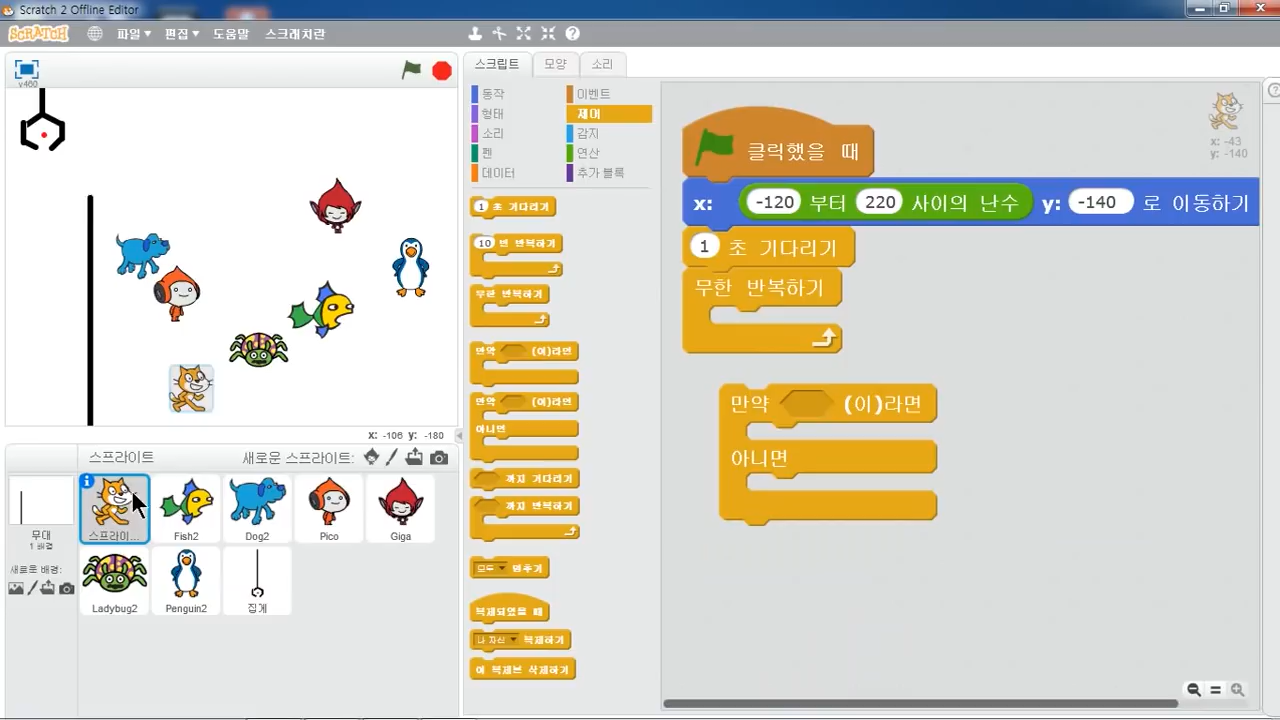 Scratch 2 Offline Editor
SCRATCH 파일 편집 도움말 스크래치란
v460
스크립트 모양 소리
동작 이벤트
형태 제어
소리 감지
펜 연산
데이터 추가 블록
1 초 기다리기
10 번 반복하기
무한 반복하기
만약 (이)라면
만약 (이)라면
아니면
까지 기다리기
까지 반복하기
모두 멈추기
복제되었을 때
나 자신 복제하기
이 복제본 삭제하기
클릭했을 때
x: -120 부터 220 사이의 난수 y: -140 로 이동하기
1 초 기다리기
무한 반복하기
만약 (이)라면
아니면
x: -43
y: -140
x: -106 y: -180
스프라이트 새로운 스프라이트:
무대
1 배경
새로운 배경:
스프라이... Fish2 Dog2 Pico Giga
Ladybug2 Penguin2 집게